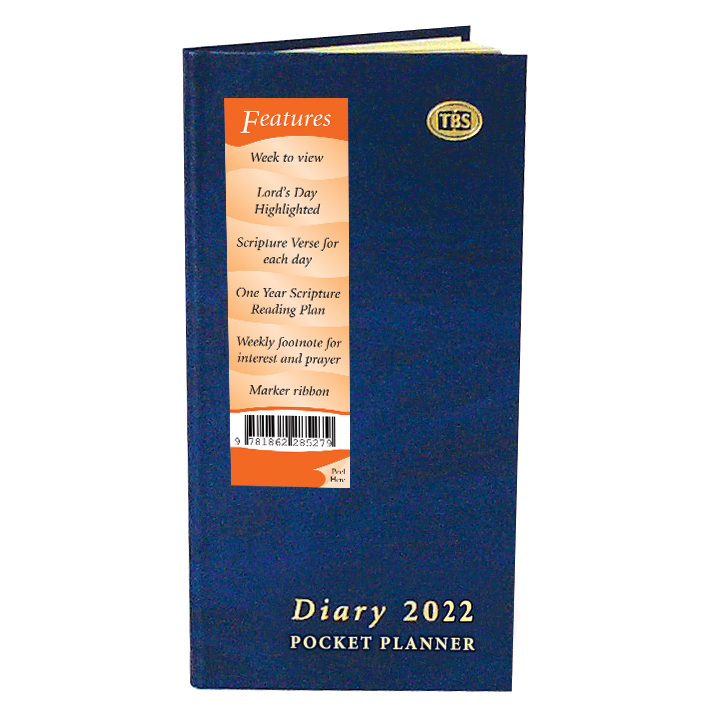 TBS
Features
Week to view
Lord's Day
Highlighted
Scripture Verse for
each day
One Year Scripture
Reading Plan
Weekly footnote for
interest and prayer
Marker ribbon
9 781862 285279
Peel
Here
Diary 2022
POCKET PLANNER